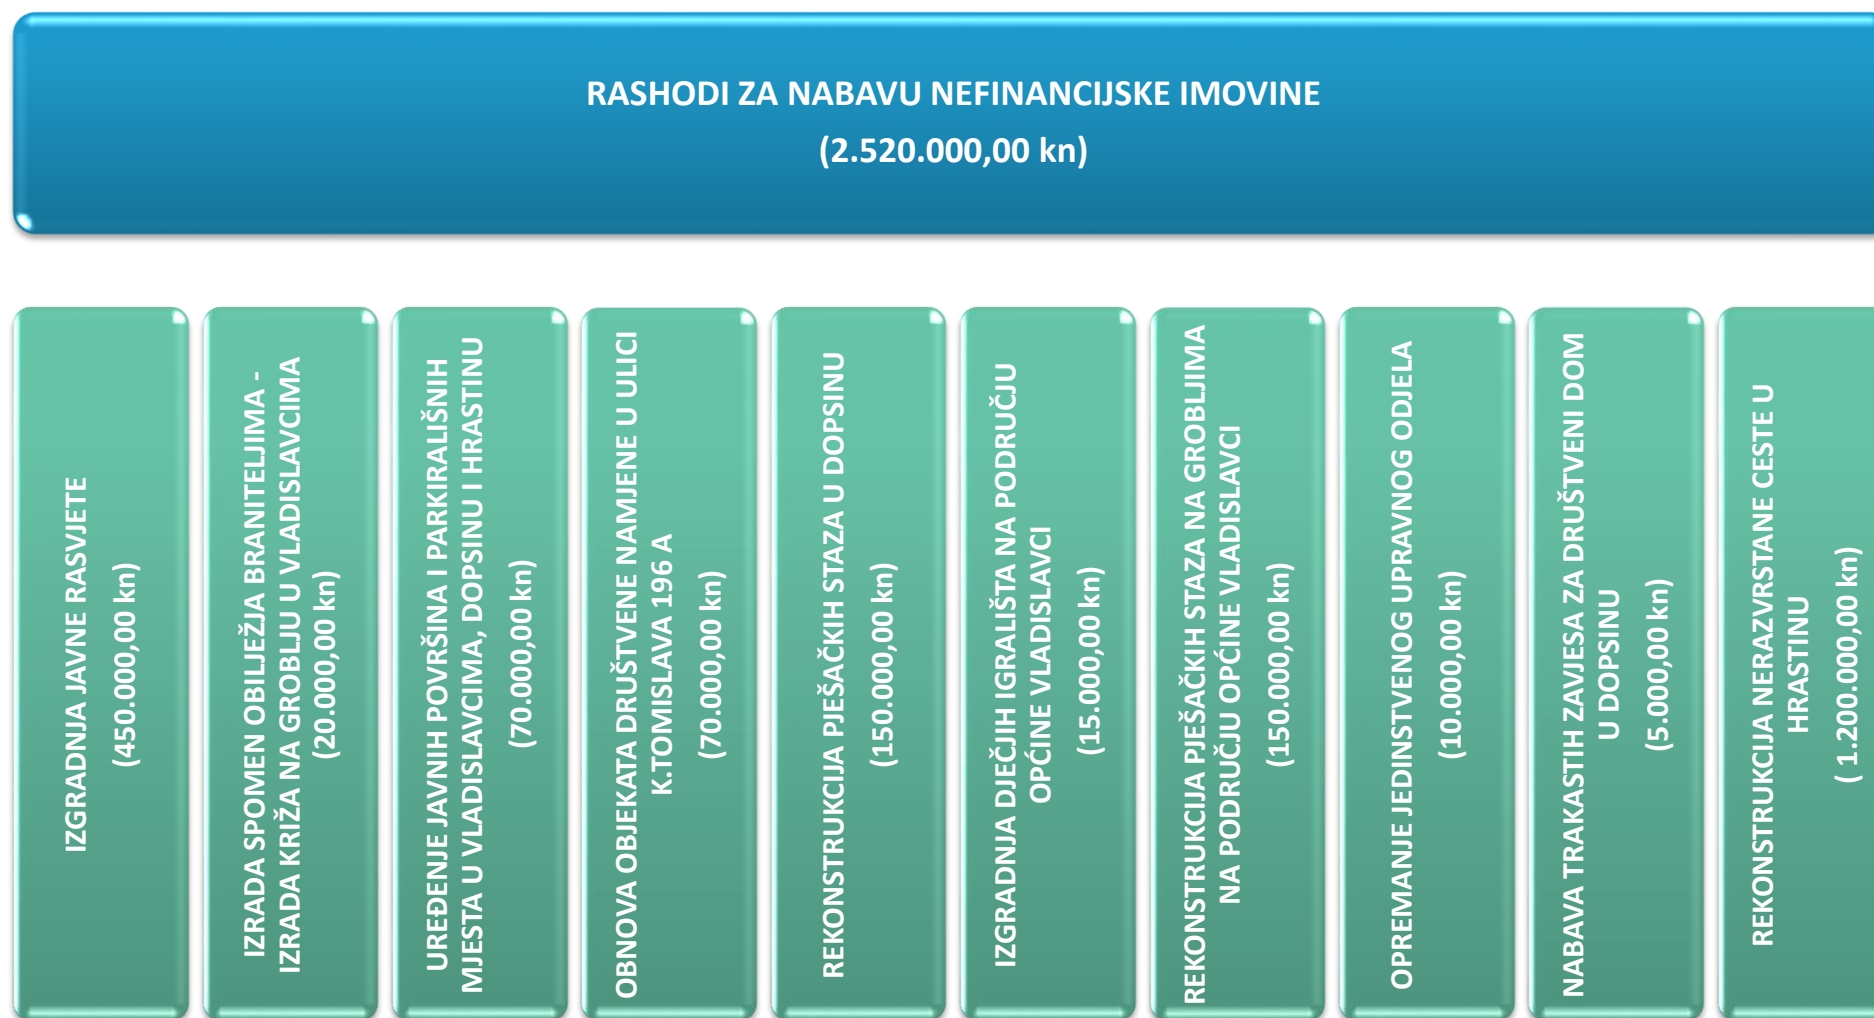 RASHODI ZA NABAVU NEFINANCIJSKE IMOVINE
(2.520.000,00 kn)
IZGRADNJA JAVNE RASVJETE
(450.000,00 kn)
IZRADA SPOMEN OBILJEŽJA BRANITELJIMA -
IZRADA KRIŽA NA GROBLJU U VLADISLAVCIMA
(20.000,00 kn)
UREĐENJE JAVNIH POVRŠINA I PARKIRALIŠNIH
MJESTA U VLADISLAVCIMA, DOPSINU I HRASTINU
(70.000,00 kn)
OBNOVA OBJEKATA DRUŠTVENE NAMJENE U ULICI
K.TOMISLAVA 196 A
(70.000,00 kn)
REKONSTRUKCIJA PJEŠAČKIH STAZA U DOPSINU
(150.000,00 kn)
IZGRADNJA DJEČJIH IGRALIŠTA NA PODRUČJU
OPĆINE VLADISLAVCI
(15.000,00 kn)
REKONSTRUKCIJA PJEŠAČKIH STAZA NA GROBLJIMA
NA PODRUČJU OPĆINE VLADISLAVCI
(150.000,00 kn)
OPREMANJE JEDINSTVENOG UPRAVNOG ODJELA
(10.000,00 kn)
NABAVA TRAKASTIH ZAVJESA ZA DRUŠTVENI DOM
U DOPSINU
(5.000,00 kn)
REKONSTRUKCIJA NERAZVRSTANE CESTE U
HRASTINU
( 1.200.000,00 kn)